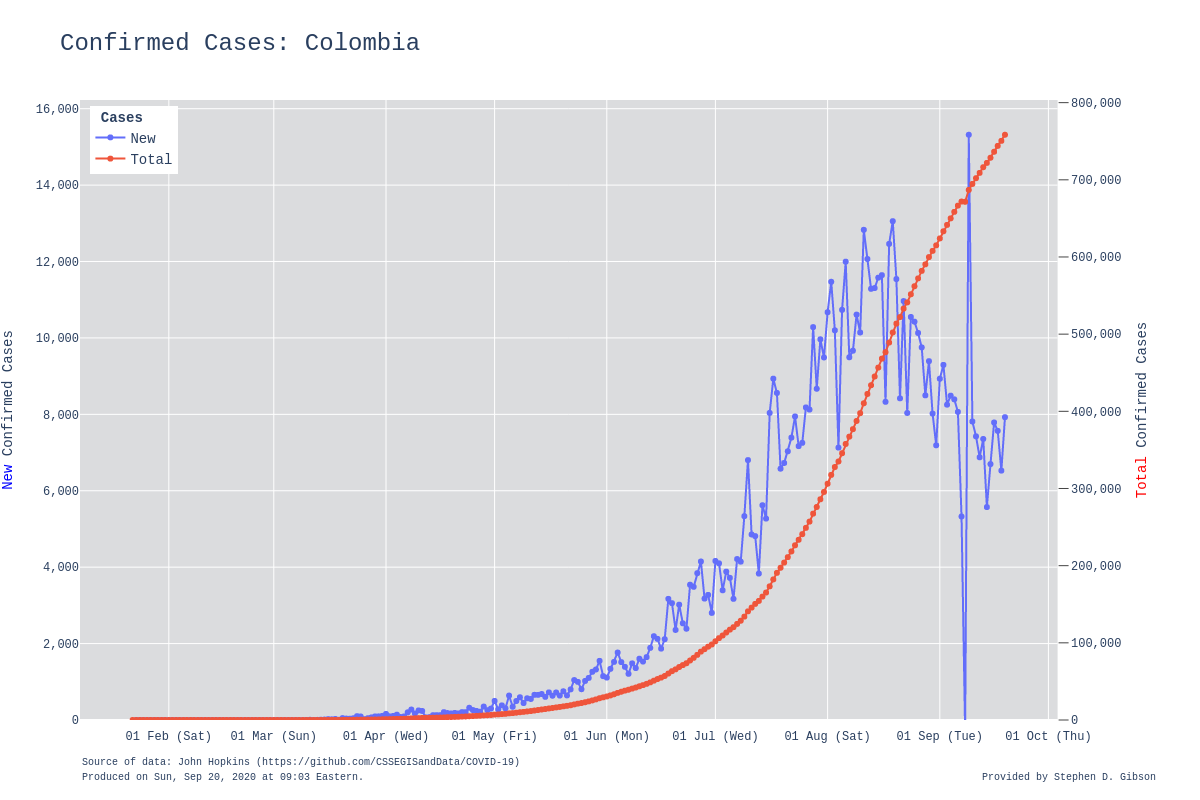 Confirmed Cases: Colombia
Cases
New
Total
16,000
14,000
12,000
10,000
8,000
6,000
4,000
2,000
0
800,000
700,000
600,000
500,000
400,000
300,000
200,000
100,000
0
New Confirmed Cases
Total Confirmed Cases
01 Feb (Sat)
01 Mar (Sun)
01 Apr (Wed)
01 May (Fri)
01 Jun (Mon)
01 Jul (Wed)
01 Aug (Sat)
01 Sep (Tue)
01 Oct (Thu)
Source of data: John Hopkins (https://github.com/CSSEGISandData/COVID-19)
Produced on Sun, Sep 20, 2020 at 09:03 Eastern.
Provided by Stephen D. Gibson